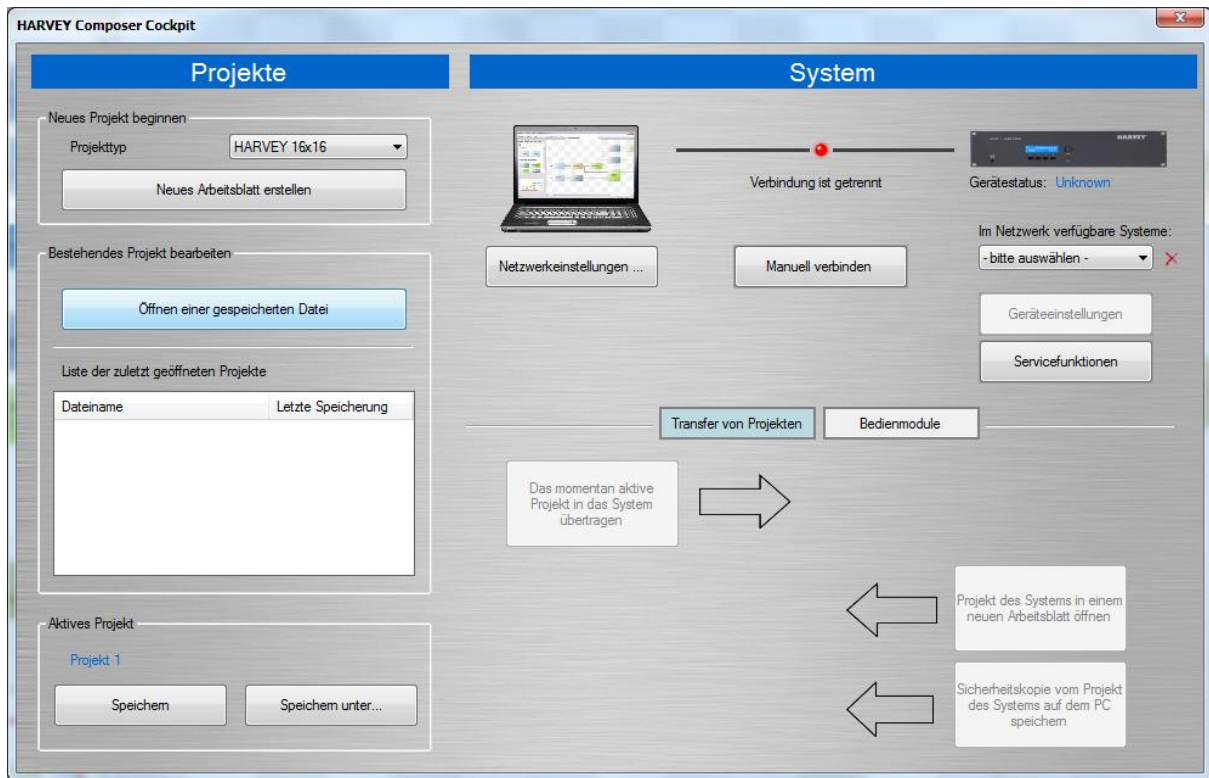 HARVEY Composer Cockpit
Projekte
Neues Projekt beginnen
Projekttyp
HARVEY 16x16
Neues Arbeitsblatt erstellen
Bestehendes Projekt bearbeiten
Öffnen einer gespeicherten Datei
Liste der zuletzt geöffneten Projekte
Dateiname Letzte Speicherung
Aktives Projekt
Projekt 1
Speichern
Speichern unter...
System
HARVEY
Verbindung ist getrennt
Gerätestatus: Unknown
Im Netzwerk verfügbare Systeme:
- bitte auswählen -
Netzwerkeinstellungen ...
Manuell verbinden
Geräteeinstellungen
Servicefunktionen
Transfer von Projekten
Bedienmodule
Das momentan aktive
Projekt in das System
übertragen
Projekt des Systems in einem
neuen Arbeitsblatt öffnen
Sicherheitskopie vom Projekt
des Systems auf dem PC
speichern